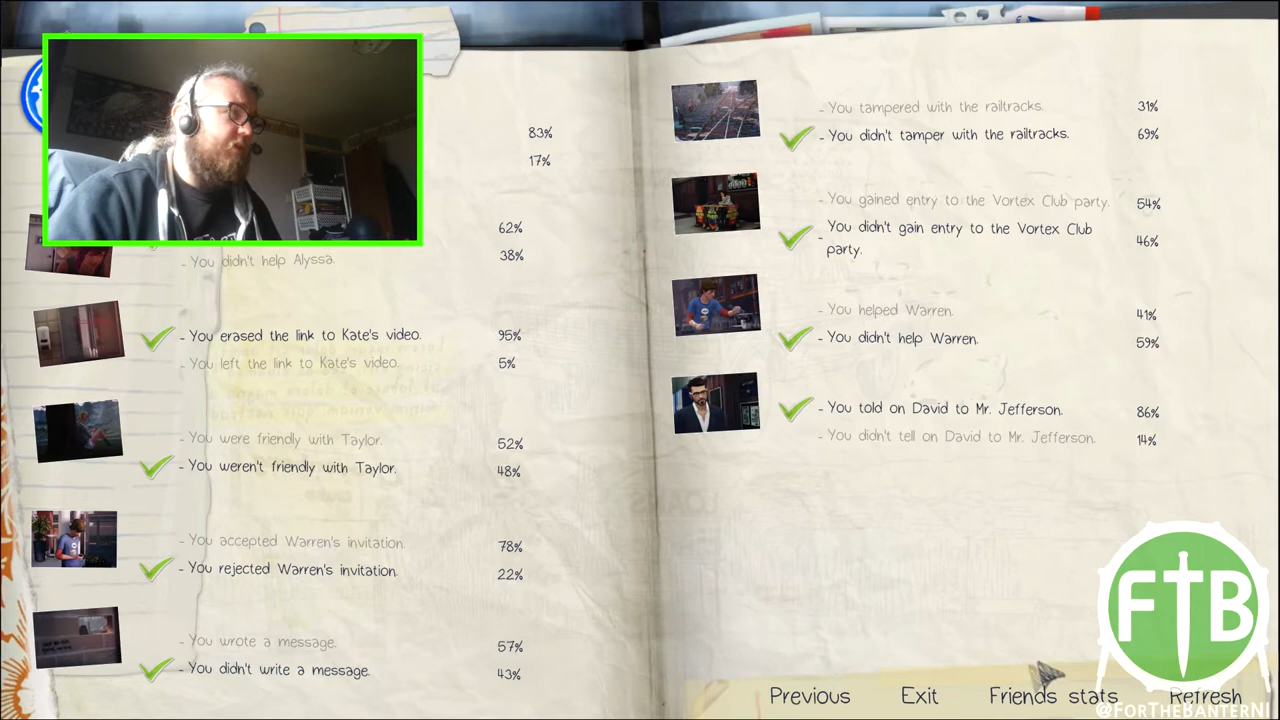 83%
17%
62%
- You didn't help Alyssa. 38%
- You erased the link to Kate's video. 95%
- You left the link to Kate's video. 5%
- You were friendly with Taylor. 52%
- You weren't friendly with Taylor. 48%
- You accepted Warren's invitation. 78%
- You rejected Warren's invitation. 22%
- You wrote a message. 57%
- You didn't write a message. 43%
- You tampered with the railtracks. 31%
- You didn't tamper with the railtracks. 69%
- You gained entry to the Vortex Club party. 54%
- You didn't gain entry to the Vortex Club 46%
party.
You helped Warren. 41%
- You didn't help Warren. 59%
- You told on David to Mr. Jefferson. 86%
- You didn't tell on David to Mr. Jefferson. 14%
FTB
Previous Exit Friends stats Refresh
@FORTHEBANTERNI